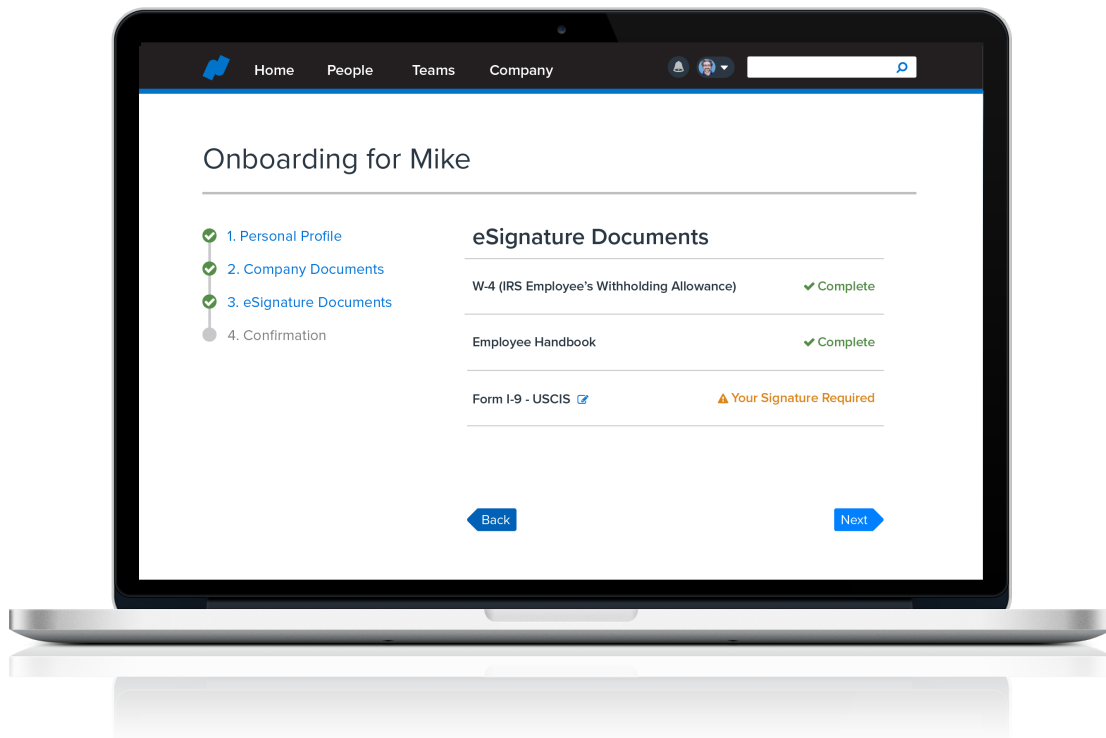 Home People Teams Company
Onboarding for Mike
1. Personal Profile
2. Company Documents
3. eSignature Documents
4. Confirmation
eSignature Documents
W-4 (IRS Employee’s Withholding Allowance) Complete
Employee Handbook Complete
Form I-9 - USCIS Your Signature Required
Back Next